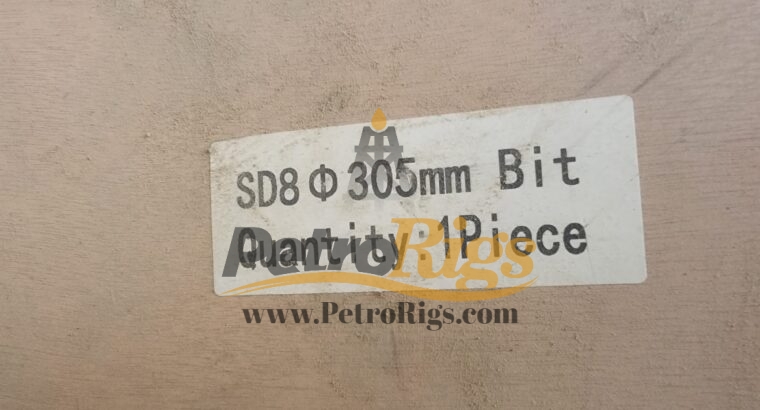 SD8 Φ 305mm Bit
Quantity:1Piece
PetroRigs
www.PetroRigs.com